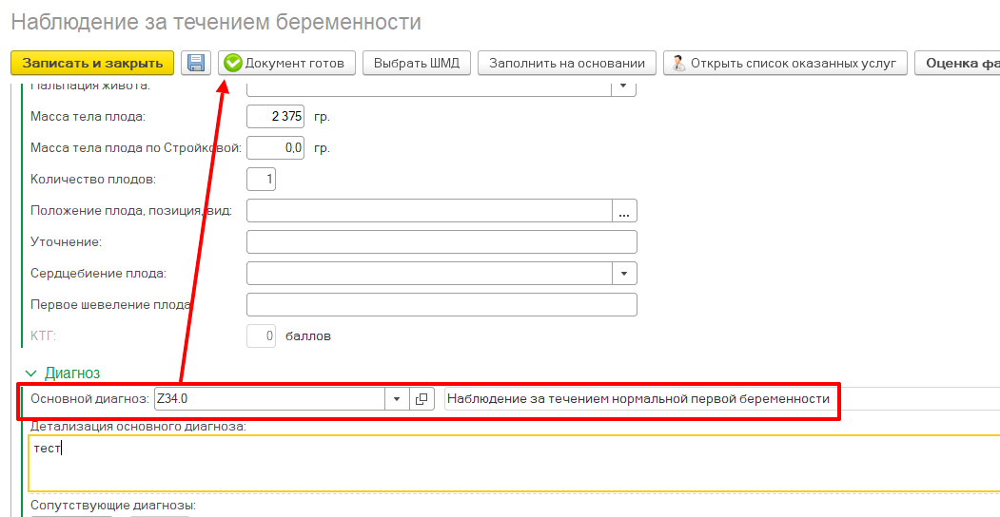 Наблюдение за течением беременности
Записать и закрыть Документ готов Выбрать ШМД Заполнить на основании Открыть список оказанных услуг Оценка фа
Пальпация живота:
Масса тела плода: 2 375 гр.
Масса тела плода по Стройковой: 0,0 гр.
Количество плодов: 1
Положение плода, позиция, вид: ...
Уточнение:
Сердцебиение плода:
Первое шевеление плода
КТГ: 0 баллов
Диагноз
Основной диагноз: Z34.0 Наблюдение за течением нормальной первой беременности
Детализация основного диагноза:
тест
Сопутствующие диагнозы: